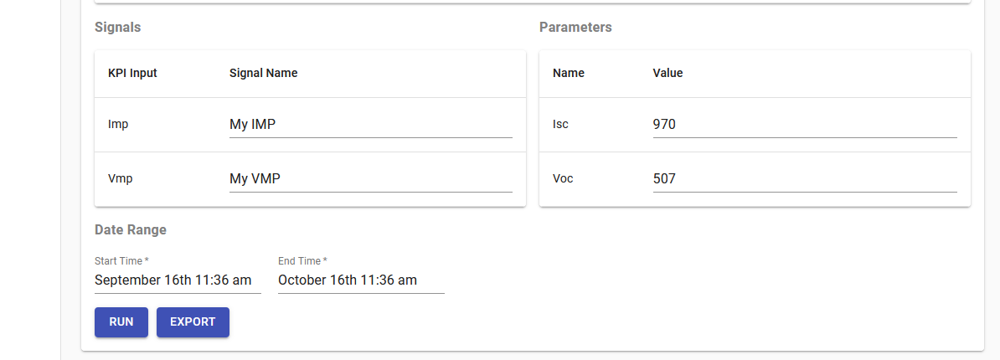 Signals
Parameters
KPI Input Signal Name
Name Value
Imp My IMP
Isc 970
Vmp My VMP
Voc 507
Date Range
Start Time * End Time *
September 16th 11:36 am October 16th 11:36 am
RUN EXPORT